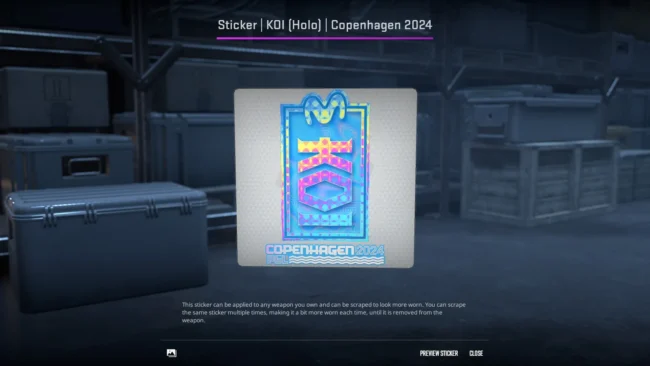 Sticker | KOI (Holo) | Copenhagen 2024
KOI
COPENHAGEN 2024
PGL
This sticker can be applied to any weapon you own and can be scraped to look more worn. You can scrape
the same sticker multiple times, making it a bit more worn each time, until it is removed from the
weapon.
PREVIEW STICKER
CLOSE